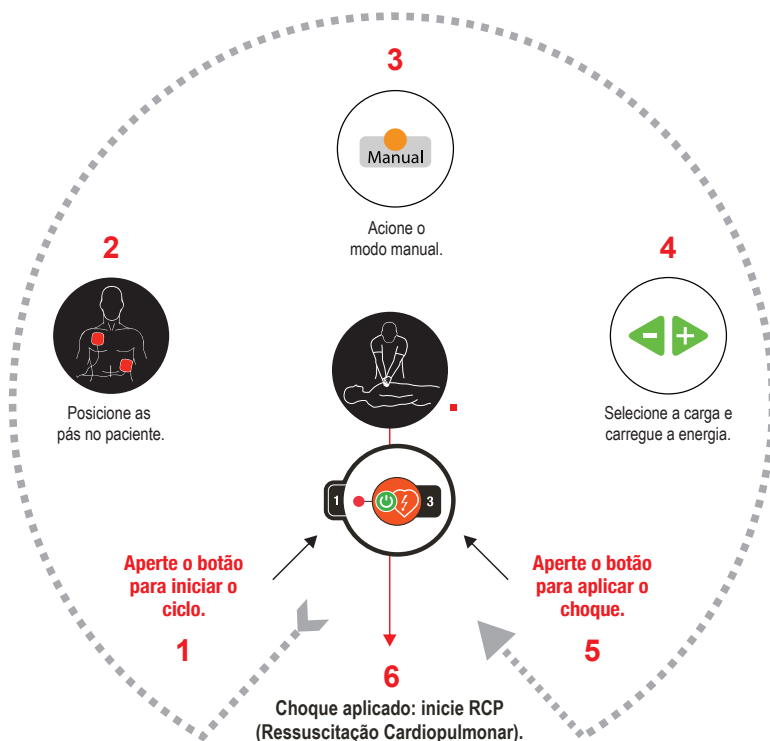 3
Manual
Acione o
modo manual.
2
Posicione as
pás no paciente.
4
Selecione a carga e
carregue a energia.
1
3
Aperte o botão
para iniciar o
ciclo.
1
Aperte o botão
para aplicar o
choque.
5
6
Choque aplicado: inicie RCP
(Ressuscitação Cardiopulmonar).